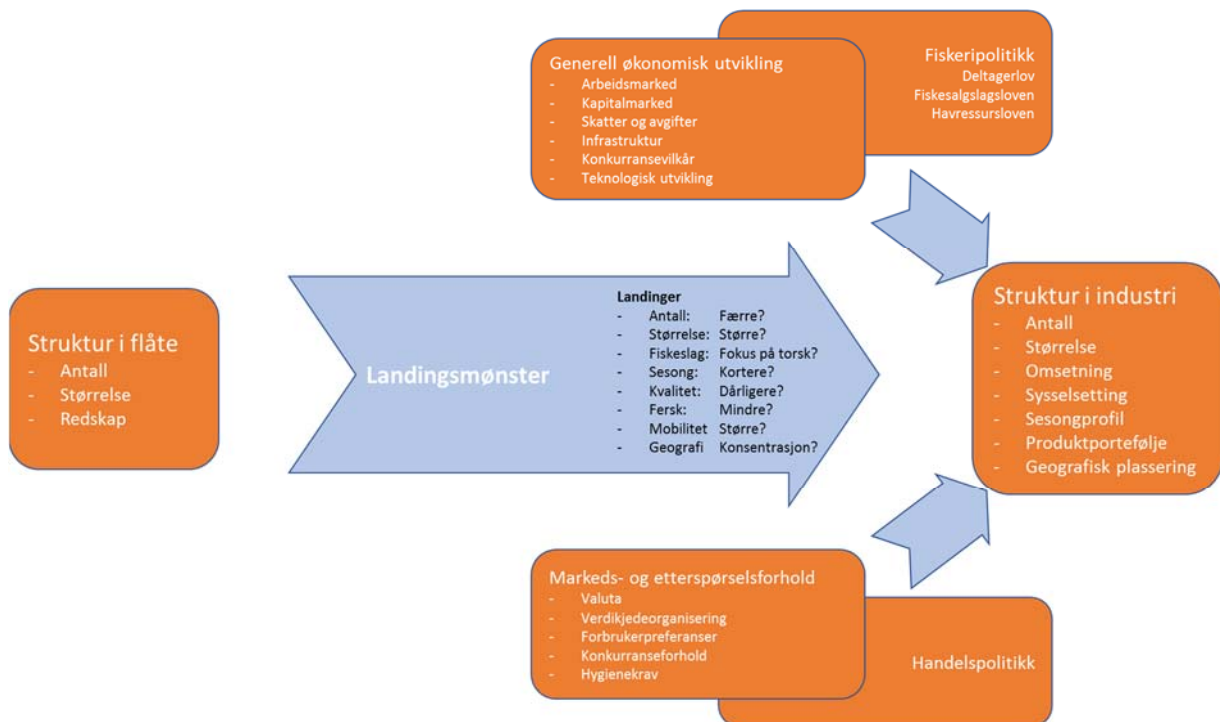 Generell økonomisk utvikling
- Arbeidsmarked
- Kapitalmarked
- Skatter og avgifter
- Infrastruktur
- Konkurransevilkår
- Teknologisk utvikling
Fiskeripolitikk
Deltagerlov
Fiskesalgslagsloven
Havressursloven
Struktur i flåte
- Antall
- Størrelse
- Redskap
Landingsmønster
Landinger
- Antall: Færre?
- Størrelse: Større?
- Fiskeslag: Fokus på torsk?
- Sesong: Kortere?
- Kvalitet: Dårligere?
- Fersk: Mindre?
- Mobilitet Større?
- Geografi Konsentrasjon?
Struktur i industri
- Antall
- Størrelse
- Omsetning
- Sysselsetting
- Sesongprofil
- Produktportefølje
- Geografisk plassering
Markeds- og etterspørselsforhold
- Valuta
- Verdikjedeorganisering
- Forbrukerpreferanser
- Konkurranseforhold
- Hygienekrav
Handelspolitikk